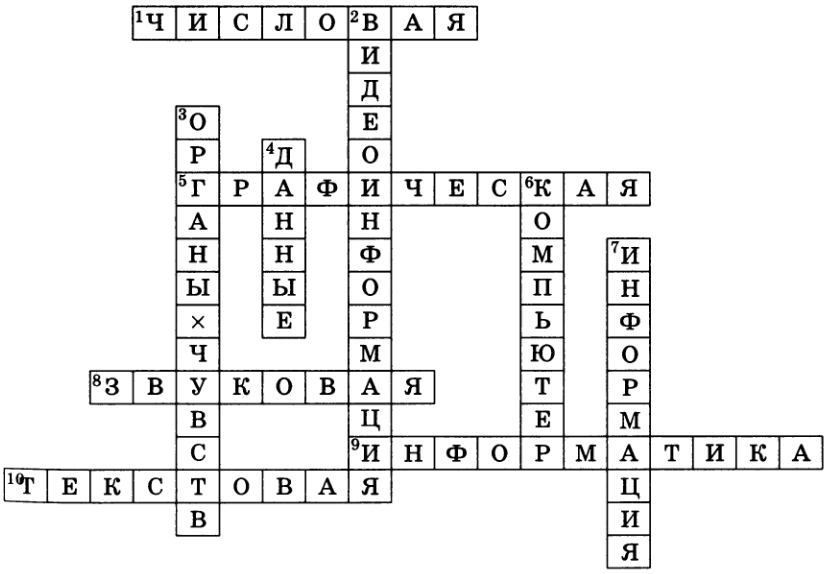 1ЧИСЛОВАЯ
2ВИДЕОИНФОРМАЦИЯ
3ОРГАНЫ×ЧУВСТВ
4ДАННЫЕ
5ГРАФИЧЕСКАЯ
6КОМПЬЮТЕР
7ИНФОРМАЦИЯ
8ЗВУКОВАЯ
9ИНФОРМАТИКА
10ТЕКСТОВАЯ